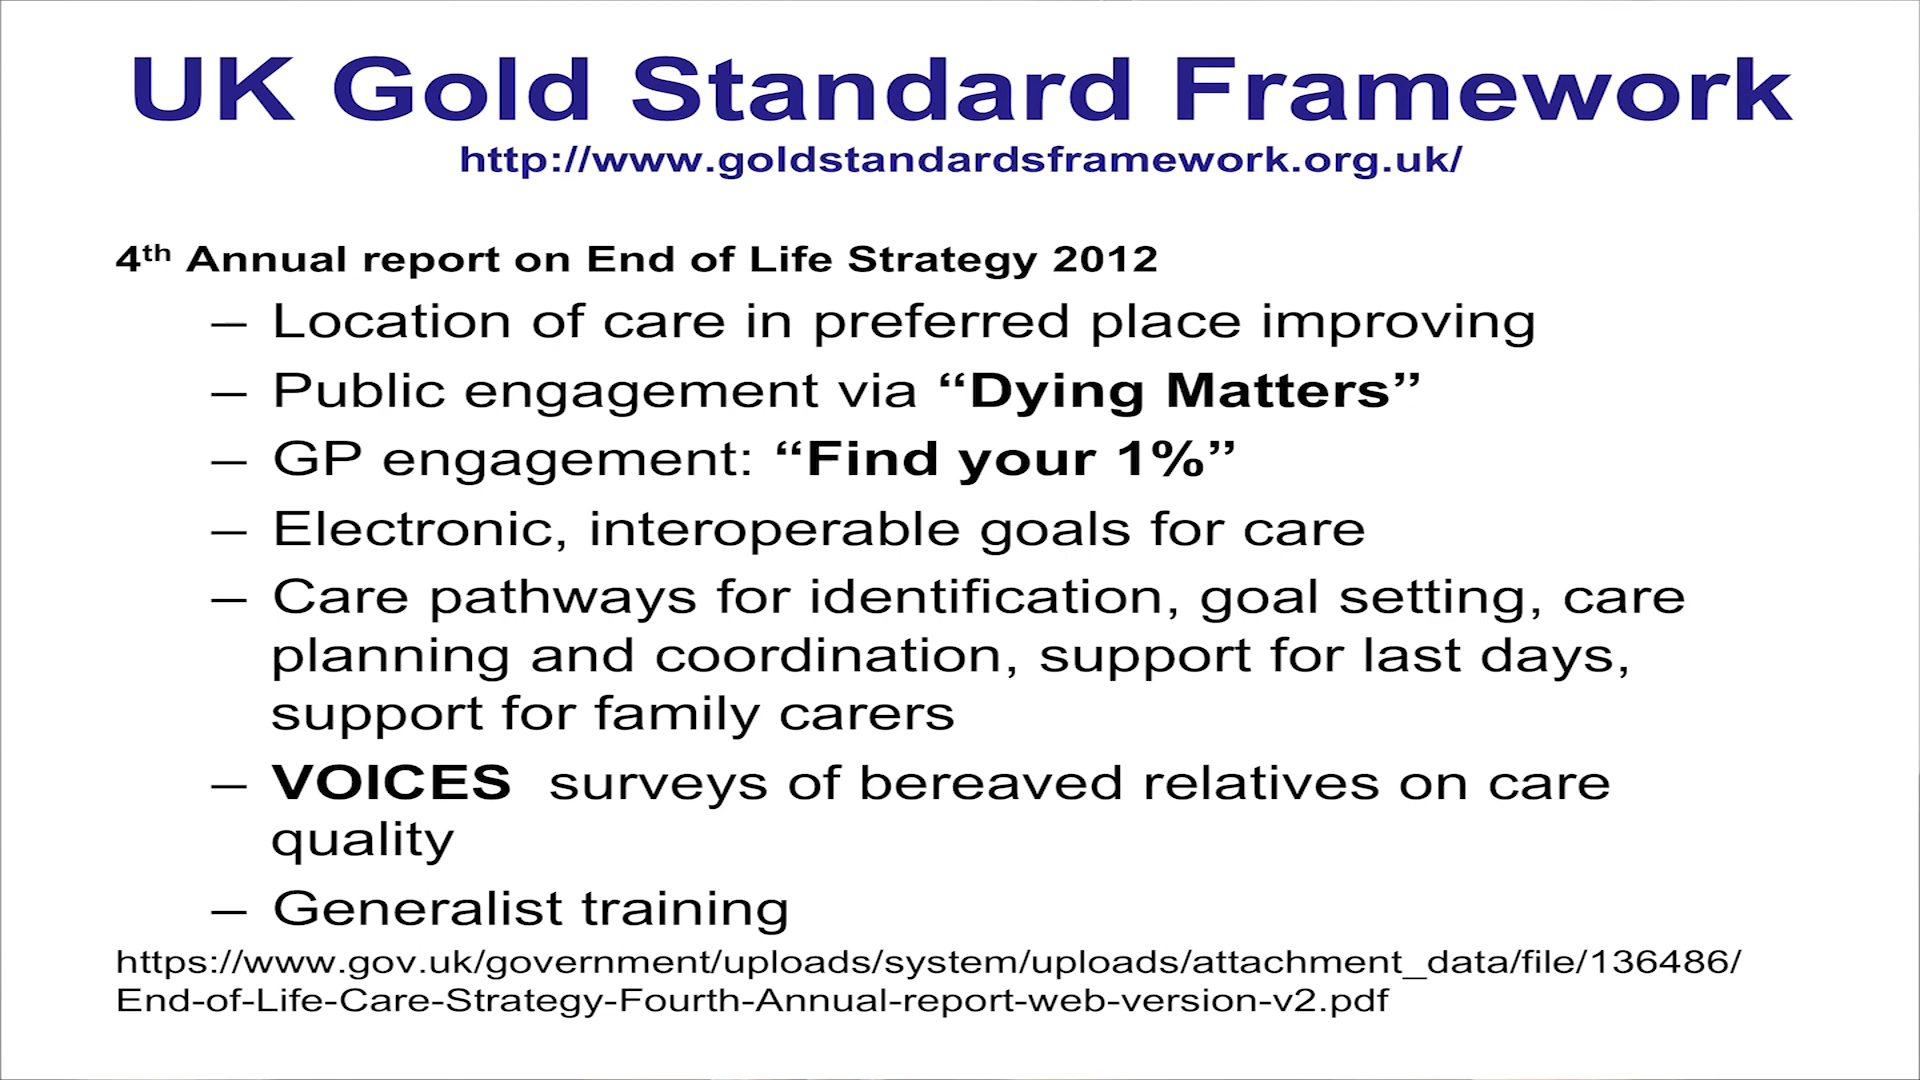 UK Gold Standard Framework
http://www.goldstandardsframework.org.uk/
4th Annual report on End of Life Strategy 2012
– Location of care in preferred place improving
– Public engagement via “Dying Matters”
– GP engagement: “Find your 1%”
– Electronic, interoperable goals for care
– Care pathways for identification, goal setting, care
planning and coordination, support for last days,
support for family carers
– VOICES surveys of bereaved relatives on care
quality
– Generalist training
https://www.gov.uk/government/uploads/system/uploads/attachment_data/file/136486/
End-of-Life-Care-Strategy-Fourth-Annual-report-web-version-v2.pdf